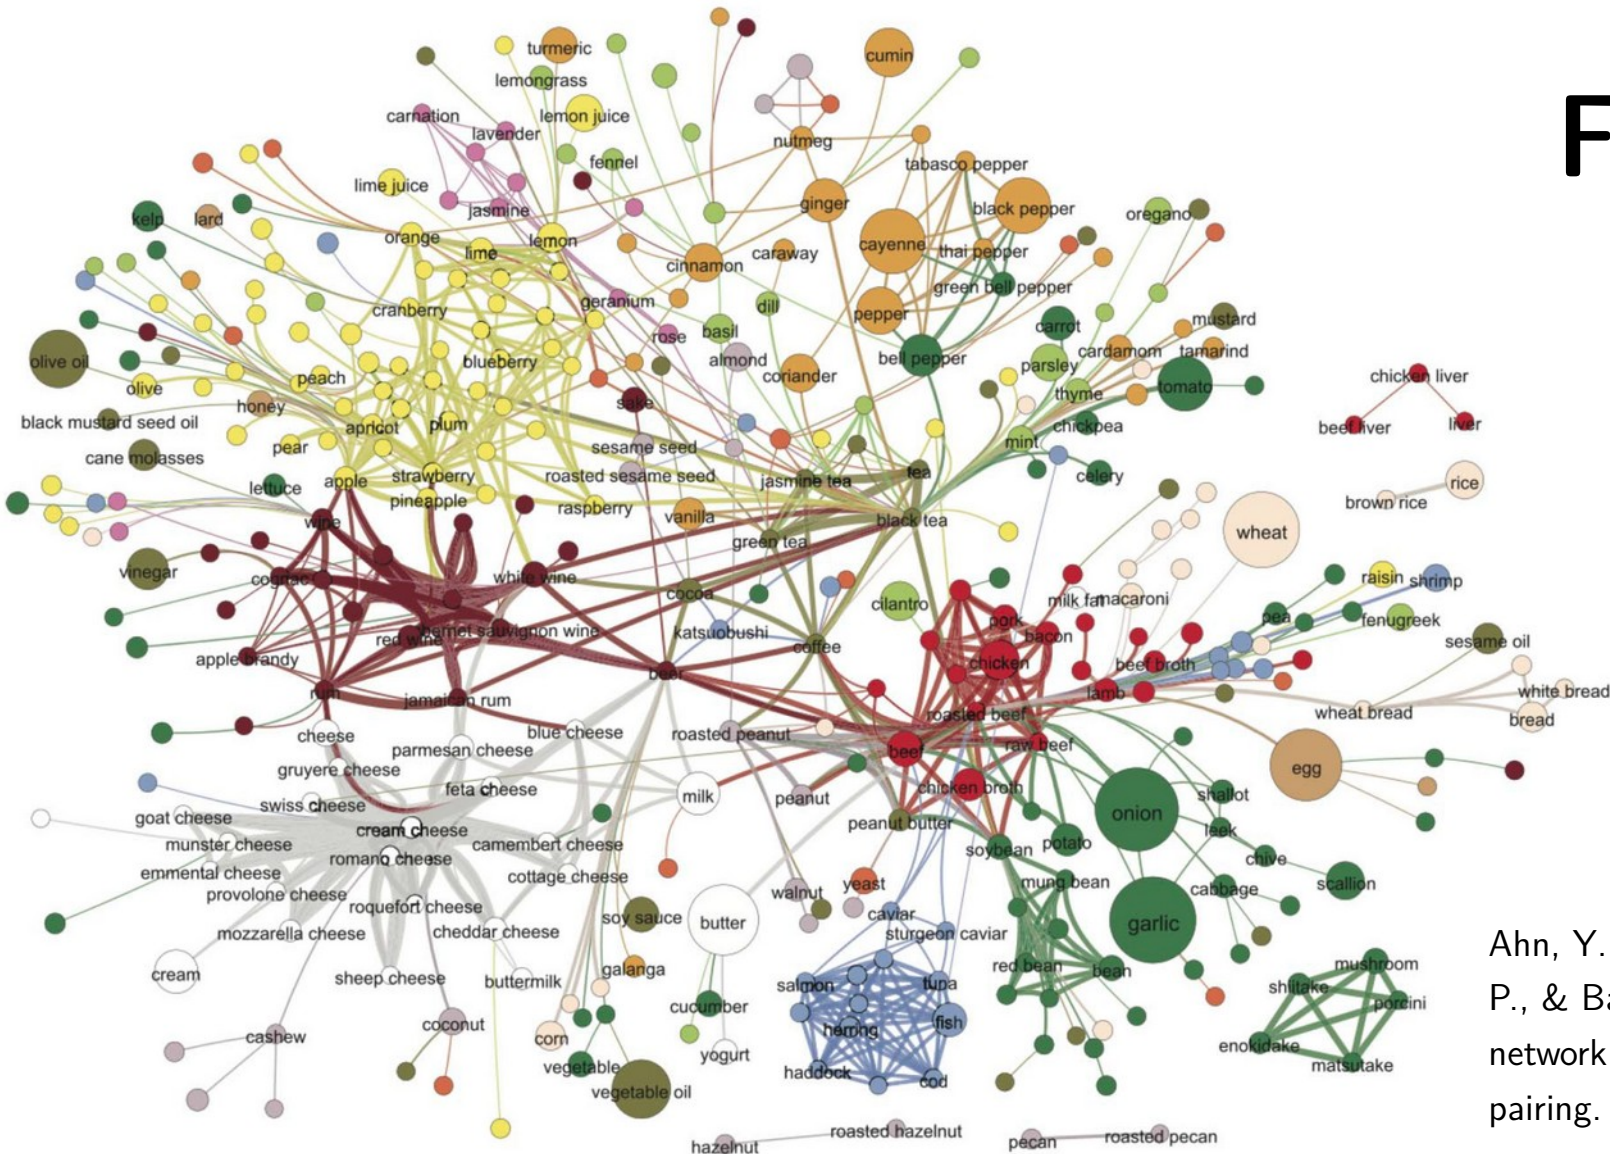 F
turmeric
cumin
lemongrass
carnation
lemon juice
lavender
nutmeg
fennel
tabasco pepper
lime juice
ginger
black pepper
jasmine
kelp
lard
oregano
orange
lemon
cayenne
lime
caraway
thai pepper
cinnamon
green bell pepper
geranium
cranberry
dill
pepper
basil
carrot
mustard
rose
olive oil
blueberry
almond
bell pepper
cardamom
tamarind
parsley
peach
coriander
chicken liver
olive
tomato
honey
sake
thyme
black mustard seed oil
apricot
plum
chickpea
beef liver
liver
pear
sesame seed
mint
cane molasses
apple
strawberry
roasted sesame seed
jasmine tea
tea
celery
rice
lettuce
pineapple
raspberry
brown rice
wine
vanilla
black tea
wheat
green tea
vinegar
cognac
white wine
cocoa
raisin
shrimp
cilantro
milk fat
macaroni
pork
pea
fenugreek
red wine
bernet sauvignon wine
katsuobushi
bacon
sesame oil
apple brandy
coffee
chicken
beef broth
beer
rum
jamaican rum
lamb
white bread
roasted beef
wheat bread
bread
cheese
blue cheese
roasted peanut
parmesan cheese
beef
raw beef
gruyere cheese
egg
feta cheese
milk
peanut
chicken broth
shallot
swiss cheese
onion
goat cheese
peanut butter
cream cheese
leek
munster cheese
camembert cheese
soybean
potato
romano cheese
chive
emmental cheese
cottage cheese
mung bean
scallion
provolone cheese
walnut
yeast
cabbage
roquefort cheese
soy sauce
butter
caviar
garlic
mozzarella cheese
cheddar cheese
sturgeon caviar
Ahn, Y.
cream
sheep cheese
buttermilk
galanga
salmon
tuna
red bean
bean
mushroom
shiitake
porcini
P., & Ba
cucumber
coconut
fish
herring
cashew
corn
yogurt
enokidake
network
matsutake
vegetable
haddock
cod
vegetable oil
pairing.
hazelnut
roasted hazelnut
pecan
roasted pecan